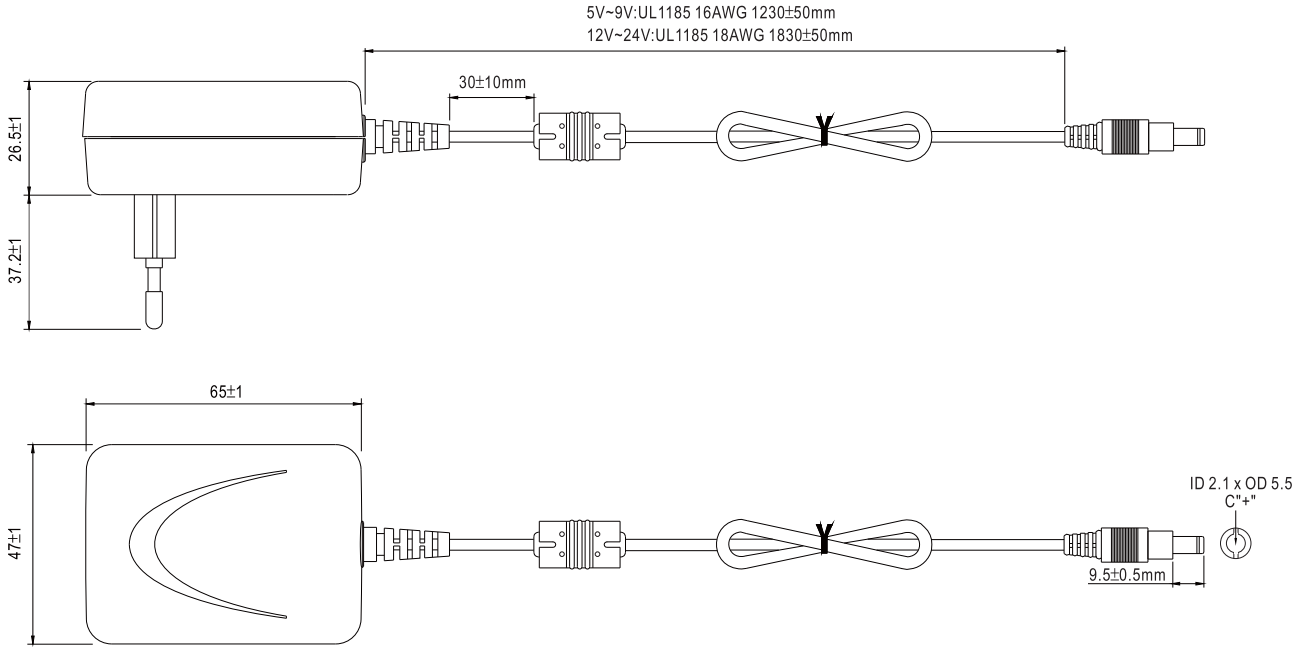 5V~9V:UL1185 16AWG 1230±50mm
12V~24V:UL1185 18AWG 1830±50mm
30±10mm
26.5±1
37.2±1
65±1
47±1
ID 2.1 x OD 5.5
C"+"
9.5±0.5mm